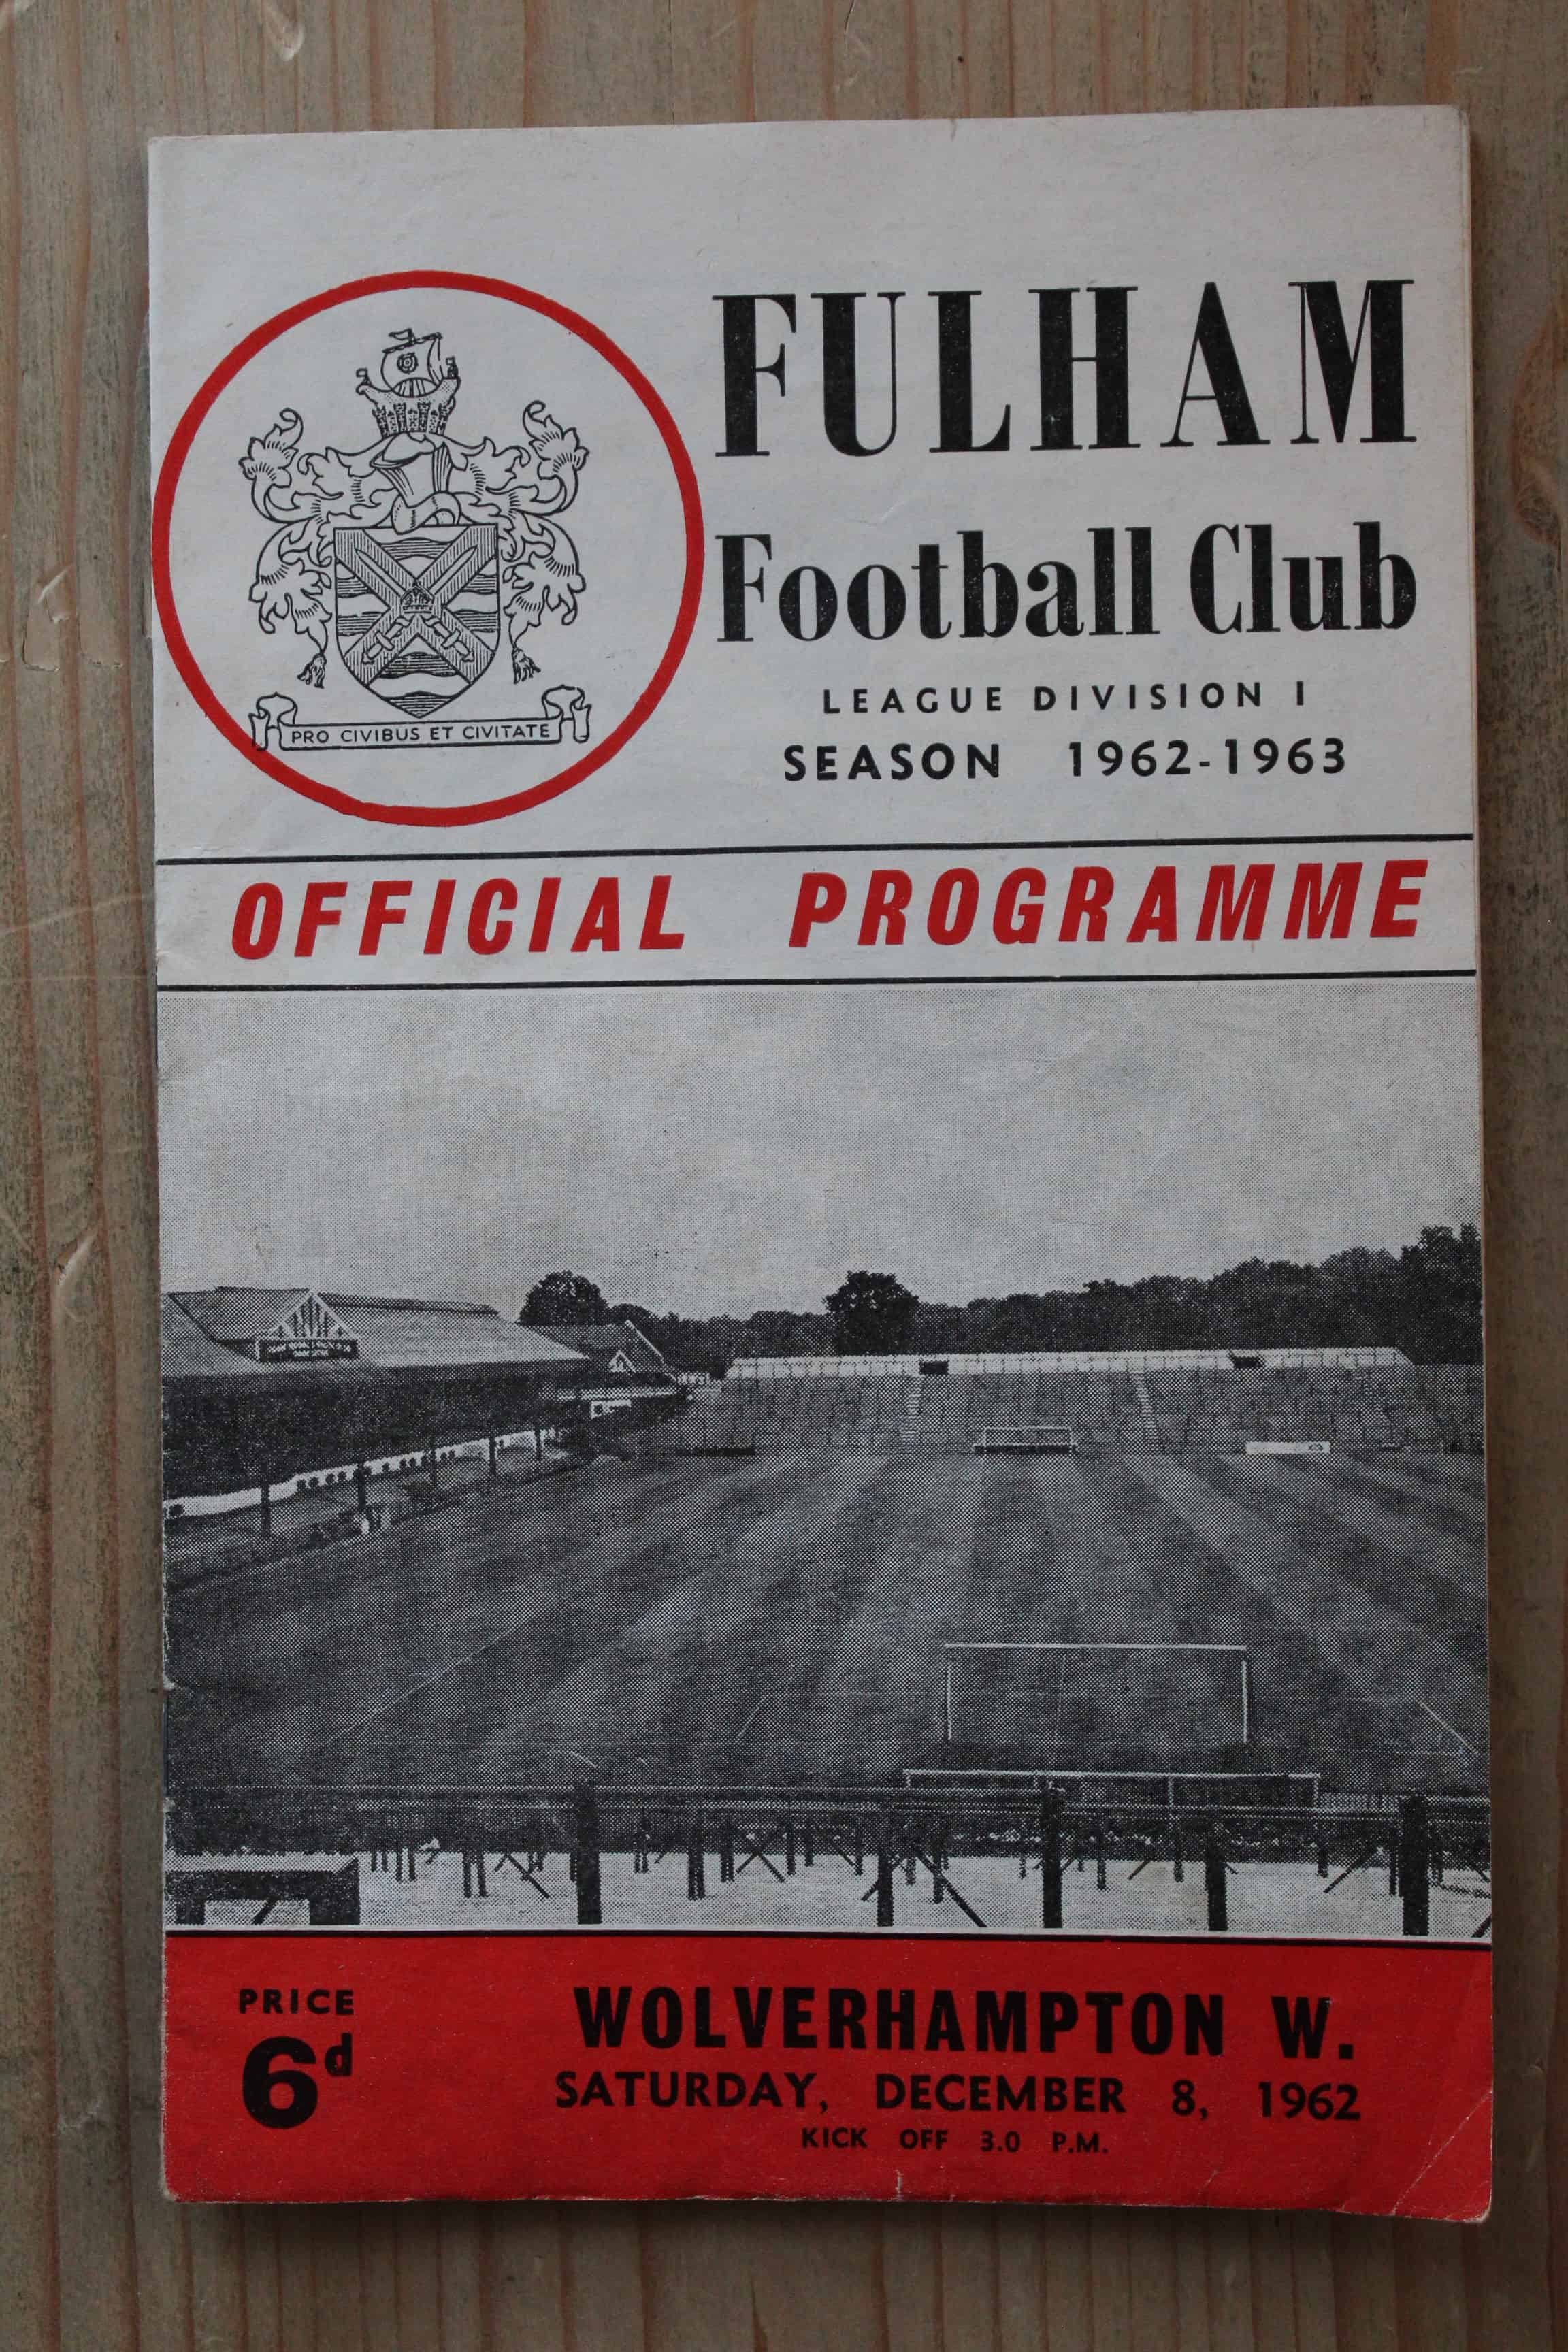 FULHAM
Football Club
LEAGUE DIVISION I
SEASON 1962-1963
PRO CIVIBUS ET CIVITATE
OFFICIAL PROGRAMME
PRICE
6d
WOLVERHAMPTON W.
SATURDAY, DECEMBER 8, 1962
KICK OFF 3.0 P.M.